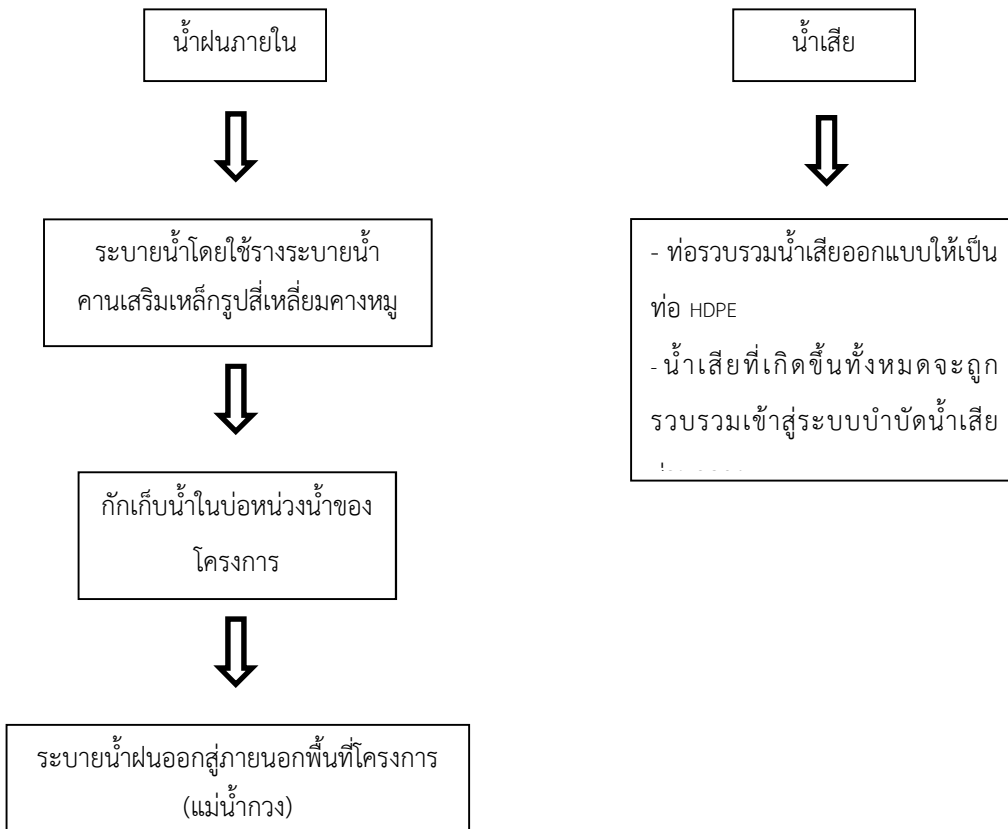 น้ำฝนภายใน
ระบายน้ำโดยใช้รางระบายน้ำ
คานเสริมเหล็กรูปสี่เหลี่ยมคางหมู
กักเก็บน้ำในบ่อหน่วงน้ำของ
โครงการ
ระบายน้ำฝนออกสู่ภายนอกพื้นที่โครงการ
(แม่น้ำกวง)
น้ำเสีย
- ท่อรวบรวมน้ำเสียออกแบบให้เป็น
ท่อ HDPE
- น้ำเสียที่เกิดขึ้นทั้งหมดจะถูก
รวบรวมเข้าสู่ระบบบำบัดน้ำเสีย